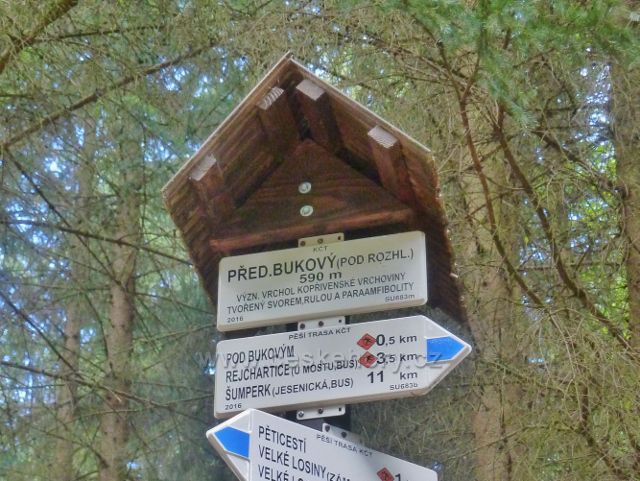 KČT
PŘED.BUKOVÝ (POD ROZHL.)
590 m
VÝZN. VRCHOL KOPŘIVENSKÉ VRCHOVINY
TVOŘENÝ SVOREM,RULOU A PARAAMFIBOLITY
2016 SU683m
PĚŠÍ TRASA KČT
POD BUKOVÝM 0,5 km
REJCHARTICE (U MOSTU,BUS) 3,5 km
ŠUMPERK (JESENICKÁ,BUS) 11 km
2016 SU683b
PĚŠÍ TRASA KČT
PĚTICESTÍ
VELKÉ LOSINY
VELKÉ